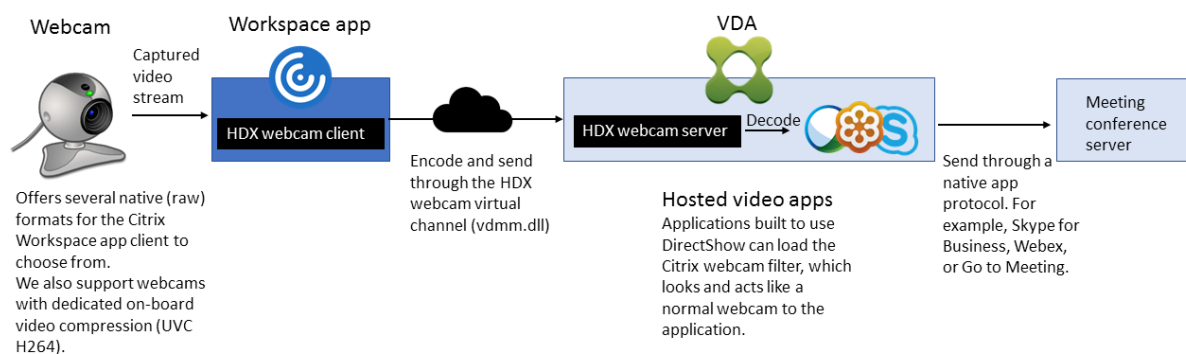 Webcam
Workspace app
VDA
Captured
video
stream
HDX webcam client
HDX webcam server
Decode
Meeting
conference
server
Offers several native (raw)
formats for the Citrix
Workspace app client to
choose from.
We also support webcams
with dedicated on-board
video compression (UVC
H264).
Encode and send
through the HDX
webcam virtual
channel (vdmm.dll)
Hosted video apps
Applications built to use
DirectShow can load the
Citrix webcam filter, which
looks and acts like a
normal webcam to the
application.
Send through a
native app
protocol. For
example, Skype for
Business, Webex,
or Go to Meeting.